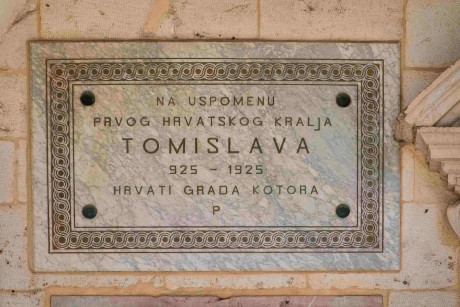 NA USPOMENU
PRVOG HRVATSKOG KRALJA
TOMISLAVA
925 - 1925
HRVATI GRADA KOTORA
P